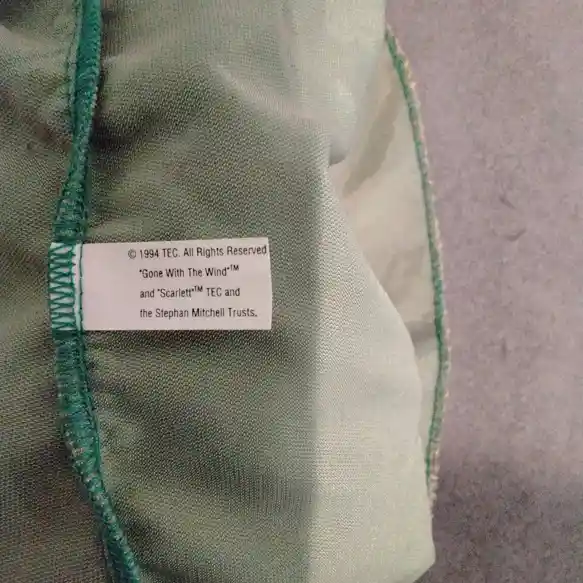 © 1994 TEC. All Rights Reserved
"Gone With The Wind"™
and "Scarlett"™ TEC and
the Stephan Mitchell Trusts.